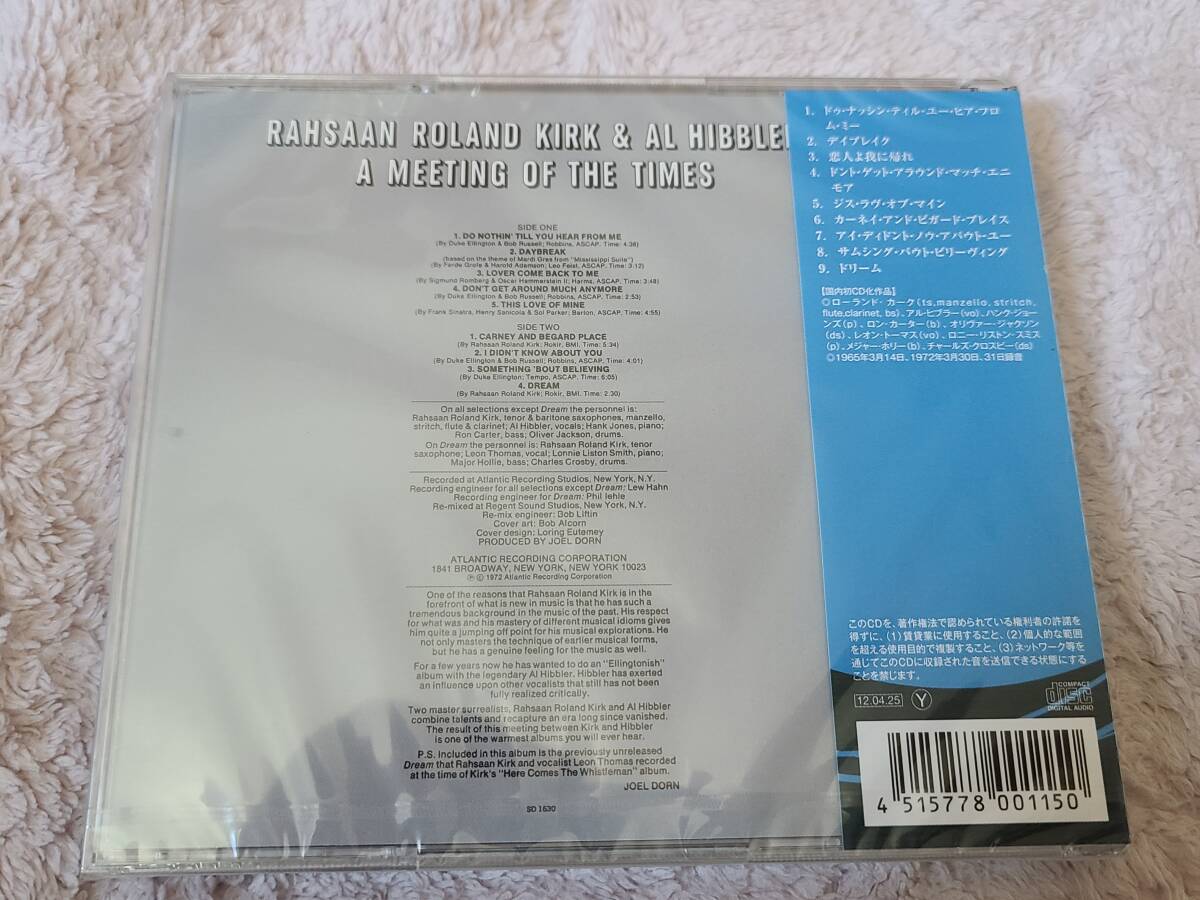 RAHSAAN ROLAND KIRK & AL HIBBLER
A MEETING OF THE TIMES
SIDE ONE
1. DO NOTHIN' TILL YOU HEAR FROM ME
(By Duke Ellington & Bob Russell; Robbins, ASCAP. Time: 4:36)
2. DAYBREAK
(based on the theme of Mardi Gras from "Mississippi Suite")
(By Ferde Grofe & Harold Adamson; Leo Feist, ASCAP. Time: 3:12)
3. LOVER COME BACK TO ME
(By Sigmund Romberg & Oscar Hammerstein II; Harms, ASCAP. Time: 3:48)
4. DON'T GET AROUND MUCH ANYMORE
(By Duke Ellington & Bob Russell; Robbins, ASCAP. Time: 2:53)
5. THIS LOVE OF MINE
(By Frank Sinatra, Henry Sanicola & Sol Parker; Barton, ASCAP. Time: 4:55)
SIDE TWO
1. CARNEY AND BEGARD PLACE
(By Rahsaan Roland Kirk; Rokir, BMI. Time: 5:34)
2. I DIDN'T KNOW ABOUT YOU
(By Duke Ellington & Bob Russell; Robbins, ASCAP. Time: 4:01)
3. SOMETHING 'BOUT BELIEVING
(By Duke Ellington; Tempo, ASCAP. Time: 6:05)
4. DREAM
(By Rahsaan Roland Kirk; Rokir, BMI. Time: 2:30)
On all selections except Dream the personnel is:
Rahsaan Roland Kirk, tenor & baritone saxophones, manzello,
stritch, flute & clarinet; Al Hibbler, vocals; Hank Jones, piano;
Ron Carter, bass; Oliver Jackson, drums.
On Dream the personnel is: Rahsaan Roland Kirk, tenor
saxophone; Leon Thomas, vocal; Lonnie Liston Smith, piano;
Major Hollie, bass; Charles Crosby, drums.
Recorded at Atlantic Recording Studios, New York, N.Y.
Recording engineer for all selections except Dream: Lew Hahn
Recording engineer for Dream: Phil Iehle
Re-mixed at Regent Sound Studios, New York, N.Y.
Re-mix engineer: Bob Liftin
Cover art: Bob Alcorn
Cover design: Loring Eutemey
PRODUCED BY JOEL DORN
ATLANTIC RECORDING CORPORATION
1841 BROADWAY, NEW YORK, NEW YORK 10023
Ⓟ © 1972 Atlantic Recording Corporation
One of the reasons that Rahsaan Roland Kirk is in the
forefront of what is new in music is that he has such a
tremendous background in the music of the past. His respect
for what was and his mastery of different musical idioms gives
him quite a jumping off point for his musical explorations. He
not only masters the technique of earlier musical forms,
but he has a genuine feeling for the music as well.
For a few years now he has wanted to do an "Ellingtonish"
album with the legendary Al Hibbler. Hibbler has exerted
an influence upon other vocalists that still has not been
fully realized critically.
Two master surrealists, Rahsaan Roland Kirk and Al Hibbler
combine talents and recapture an era long since vanished.
The result of this meeting between Kirk and Hibbler
is one of the warmest albums you will ever hear.
P.S. Included in this album is the previously unreleased
Dream that Rahsaan Kirk and vocalist Leon Thomas recorded
at the time of Kirk's "Here Comes The Whistleman" album.
JOEL DORN
SD 1630
1. ドゥ・ナッシン・ティル・ユー・ヒア・フロ
ム・ミー
2. デイブレイク
3. 恋人よ我に帰れ
4. ドント・ゲット・アラウンド・マッチ・エニ
モア
5. ジス・ラヴ・オブ・マイン
6. カーネイ・アンド・ビガード・プレイス
7. アイ・ディドント・ノウ・アバウト・ユー
8. サムシング・バウト・ビリーヴィング
9. ドリーム
【国内初CD化作品】
◎ローランド・カーク(ts,manzello, stritch,
flute,clarinet, bs)、アル・ヒブラー(vo)、ハンク・ジョー
ンズ(p)、ロン・カーター(b)、オリヴァー・ジャクソン
(ds)、レオン・トーマス(vo)、ロニー・リストン・スミス
(p)、メジャー・ホリー(b)、チャールズ・クロスビー(ds)
◎1965年3月14日、1972年3月30日、31日録音
このCDを、著作権法で認められている権利者の許諾を
得ずに、(1)賃貸業に使用すること、(2)個人的な範囲
を超える使用目的で複製すること、(3)ネットワーク等を
通じてこのCDに収録された音を送信できる状態にする
ことを禁じます。
12.04.25 Y
COMPACT
disc
DIGITAL AUDIO
4 515778 001150